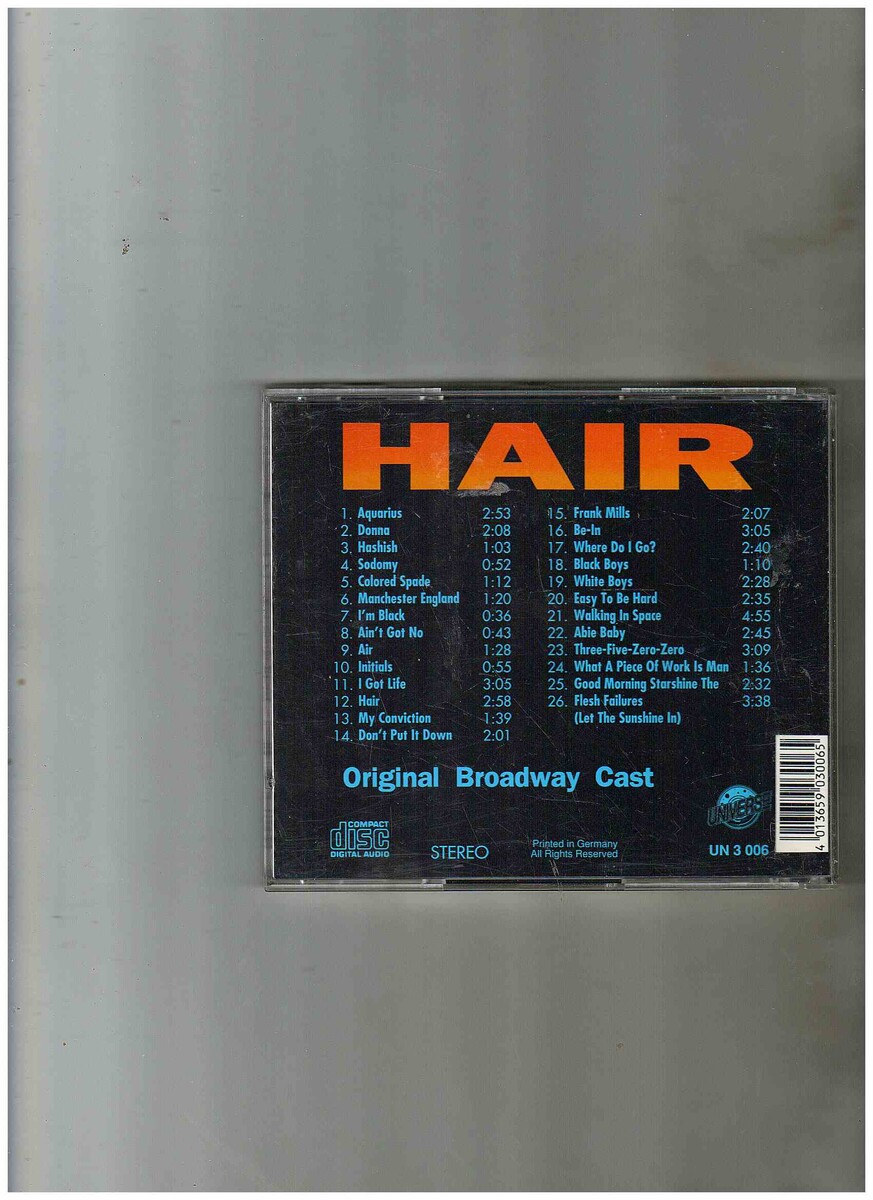 HAIR
1. Aquarius 2:53
2. Donna 2:08
3. Hashish 1:03
4. Sodomy 0:52
5. Colored Spade 1:12
6. Manchester England 1:20
7. I'm Black 0:36
8. Ain't Got No 0:43
9. Air 1:28
10. Initials 0:55
11. I Got Life 3:05
12. Hair 2:58
13. My Conviction 1:39
14. Don't Put It Down 2:01
15. Frank Mills 2:07
16. Be-In 3:05
17. Where Do I Go? 2:40
18. Black Boys 1:10
19. White Boys 2:28
20. Easy To Be Hard 2:35
21. Walking In Space 4:55
22. Abie Baby 2:45
23. Three-Five-Zero-Zero 3:09
24. What A Piece Of Work Is Man 1:36
25. Good Morning Starshine The 2:32
26. Flesh Failures 3:38
(Let The Sunshine In)
Original Broadway Cast
COMPACT
disc
DIGITAL AUDIO
STEREO
Printed in Germany
All Rights Reserved
UNIVERSE
UN 3 006
4 013659 030065